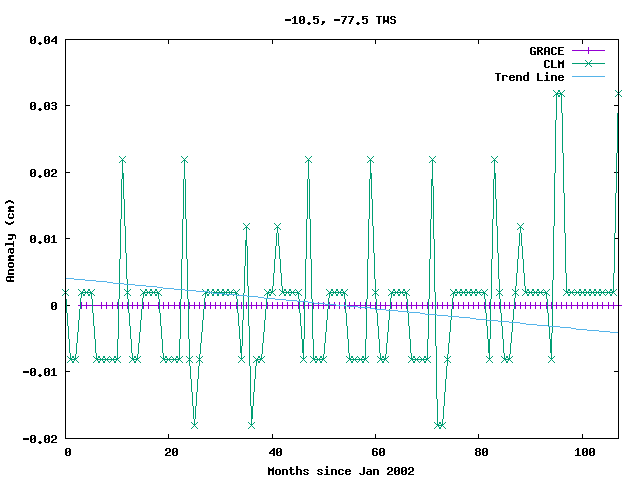 -10.5, -77.5 TWS
GRACE
CLM
Trend Line
0.04
0.03
0.02
0.01
0
-0.01
-0.02
Anomaly (cm)
0 20 40 60 80 100
Months since Jan 2002